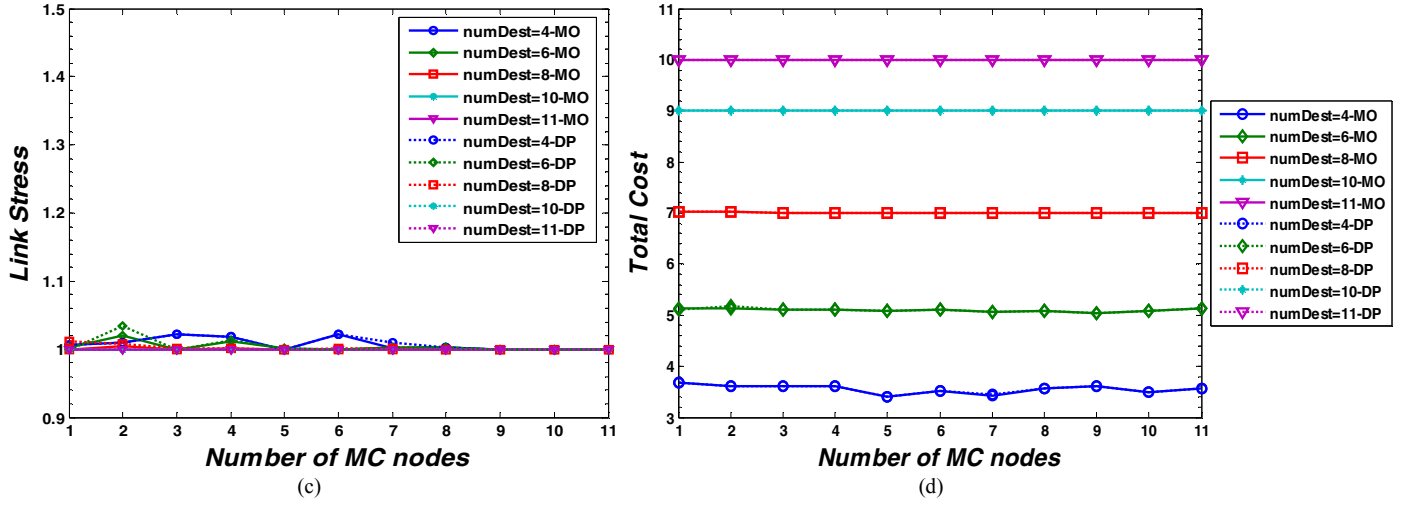 1.5
1.4
1.3
1.2
1.1
1
0.9
Link Stress
1 2 3 4 5 6 7 8 9 10 11
Number of MC nodes
numDest=4-MO
numDest=6-MO
numDest=8-MO
numDest=10-MO
numDest=11-MO
numDest=4-DP
numDest=6-DP
numDest=8-DP
numDest=10-DP
numDest=11-DP
(c)
11
10
9
8
7
6
5
4
3
Total Cost
1 2 3 4 5 6 7 8 9 10 11
Number of MC nodes
numDest=4-MO
numDest=6-MO
numDest=8-MO
numDest=10-MO
numDest=11-MO
numDest=4-DP
numDest=6-DP
numDest=8-DP
numDest=10-DP
numDest=11-DP
(d)